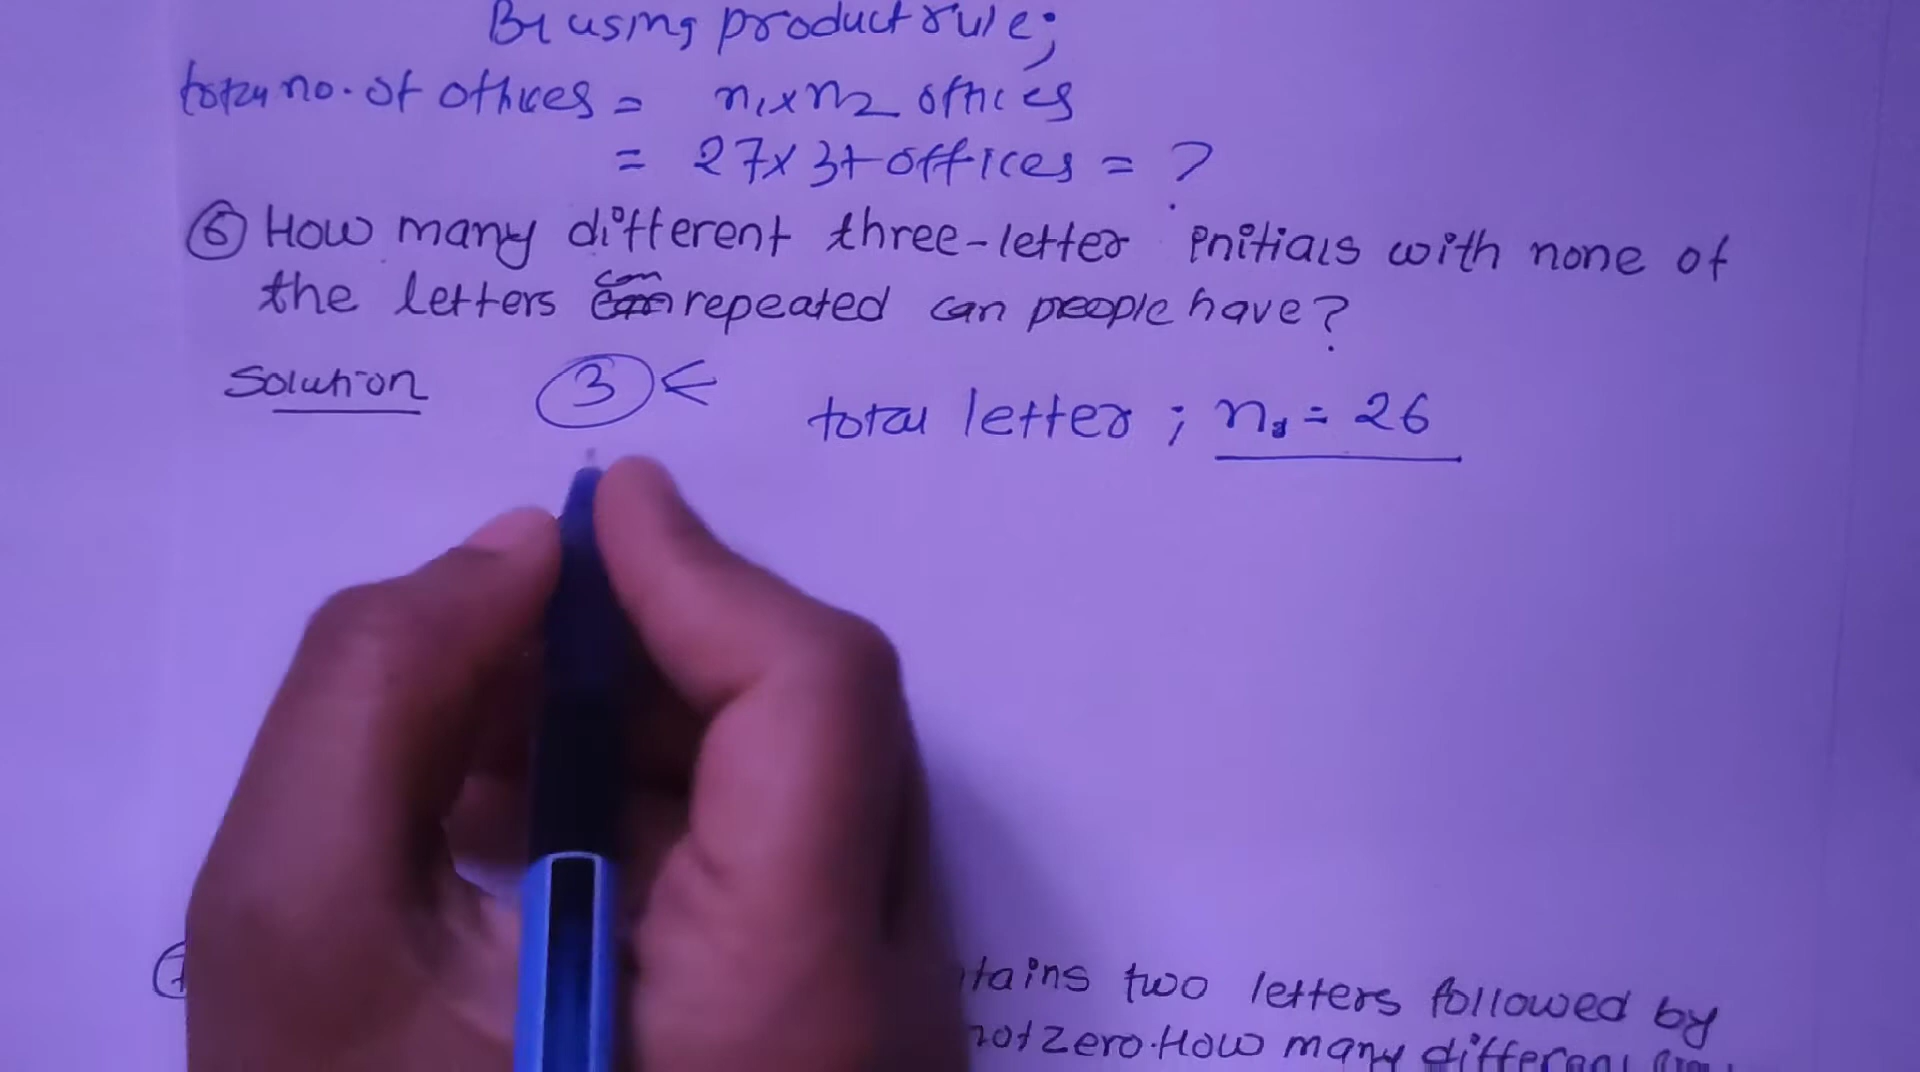 By using product rule;
total no. of offices = n1 x n2 offices
= 27 x 37 offices = ?
6 How many different three-letter initials with none of
the letters can repeated can people have?
Solution
3 ←
total letter ; n1 = 26
tains two letters followed by
not zero. How many different